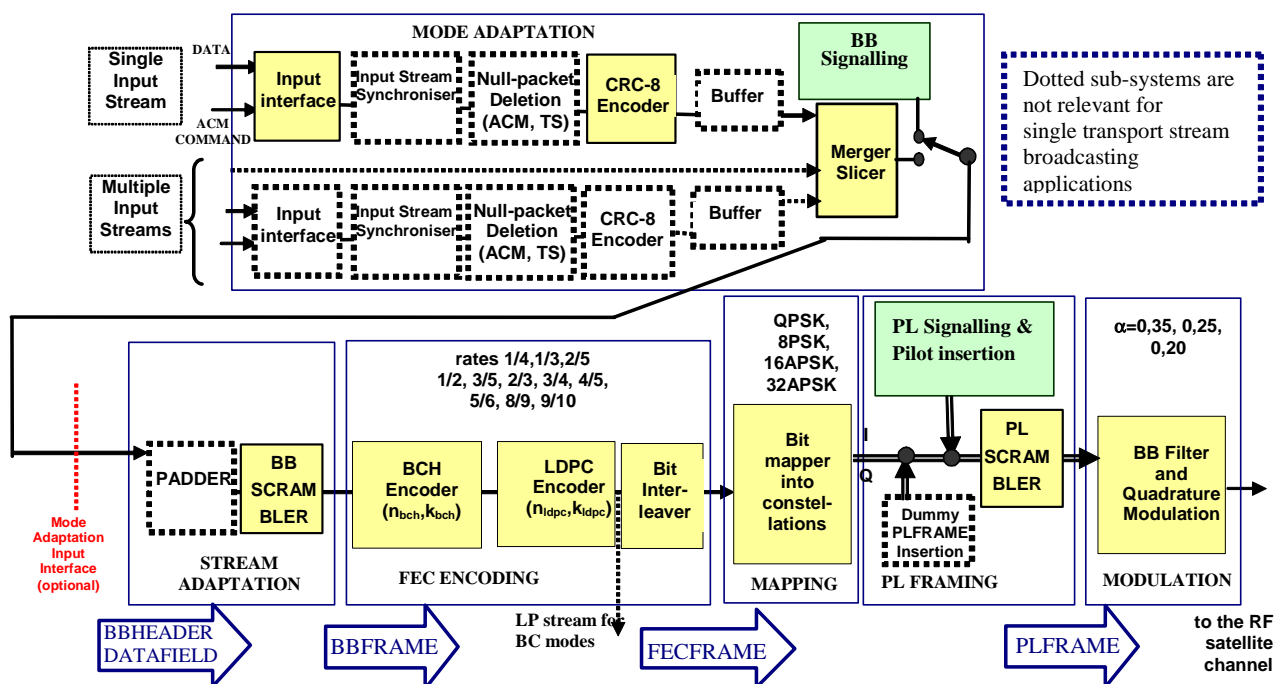 MODE ADAPTATION
Single
Input
Stream
DATA
ACM
COMMAND
Input
interface
Input Stream
Synchroniser
Null-packet
Deletion
(ACM, TS)
CRC-8
Encoder
Buffer
BB
Signalling
Merger
Slicer
Dotted sub-systems are
not relevant for
single transport stream
broadcasting
applications
Multiple
Input
Streams
Input
interface
Input Stream
Synchroniser
Null-packet
Deletion
(ACM, TS)
CRC-8
Encoder
Buffer
Mode
Adaptation
Input
Interface
(optional)
PADDER
BB
SCRAM
BLER
STREAM
ADAPTATION
rates 1/4,1/3,2/5
1/2, 3/5, 2/3, 3/4, 4/5,
5/6, 8/9, 9/10
BCH
Encoder
(nbch,kbch)
LDPC
Encoder
(nldpc,kldpc)
Bit
Inter-
leaver
FEC ENCODING
LP stream for
BC modes
QPSK,
8PSK,
16APSK,
32APSK
Bit
mapper
into
constel-
lations
MAPPING
I
Q
PL Signalling &
Pilot insertion
PL
SCRAM
BLER
Dummy
PLFRAME
Insertion
PL FRAMING
α=0,35, 0,25,
0,20
BB Filter
and
Quadrature
Modulation
MODULATION
BBHEADER
DATAFIELD
BBFRAME
FECFRAME
PLFRAME
to the RF
satellite
channel